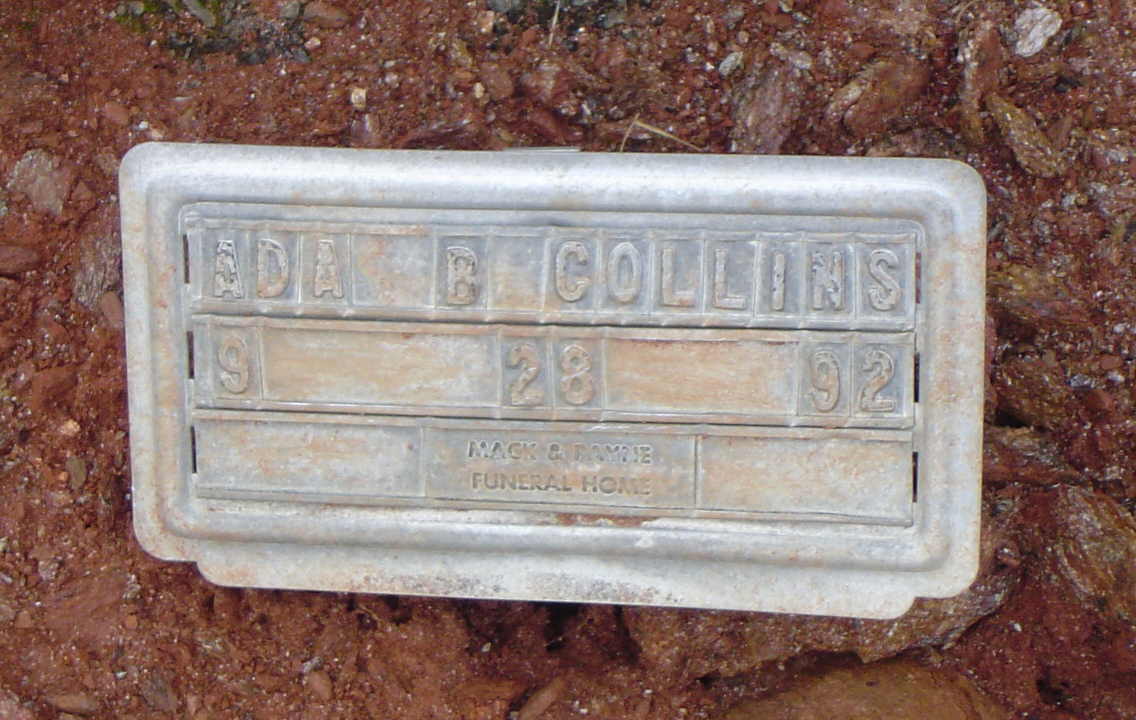 ADA B COLLINS
9 28 92
MACK & PAYNE
FUNERAL HOME